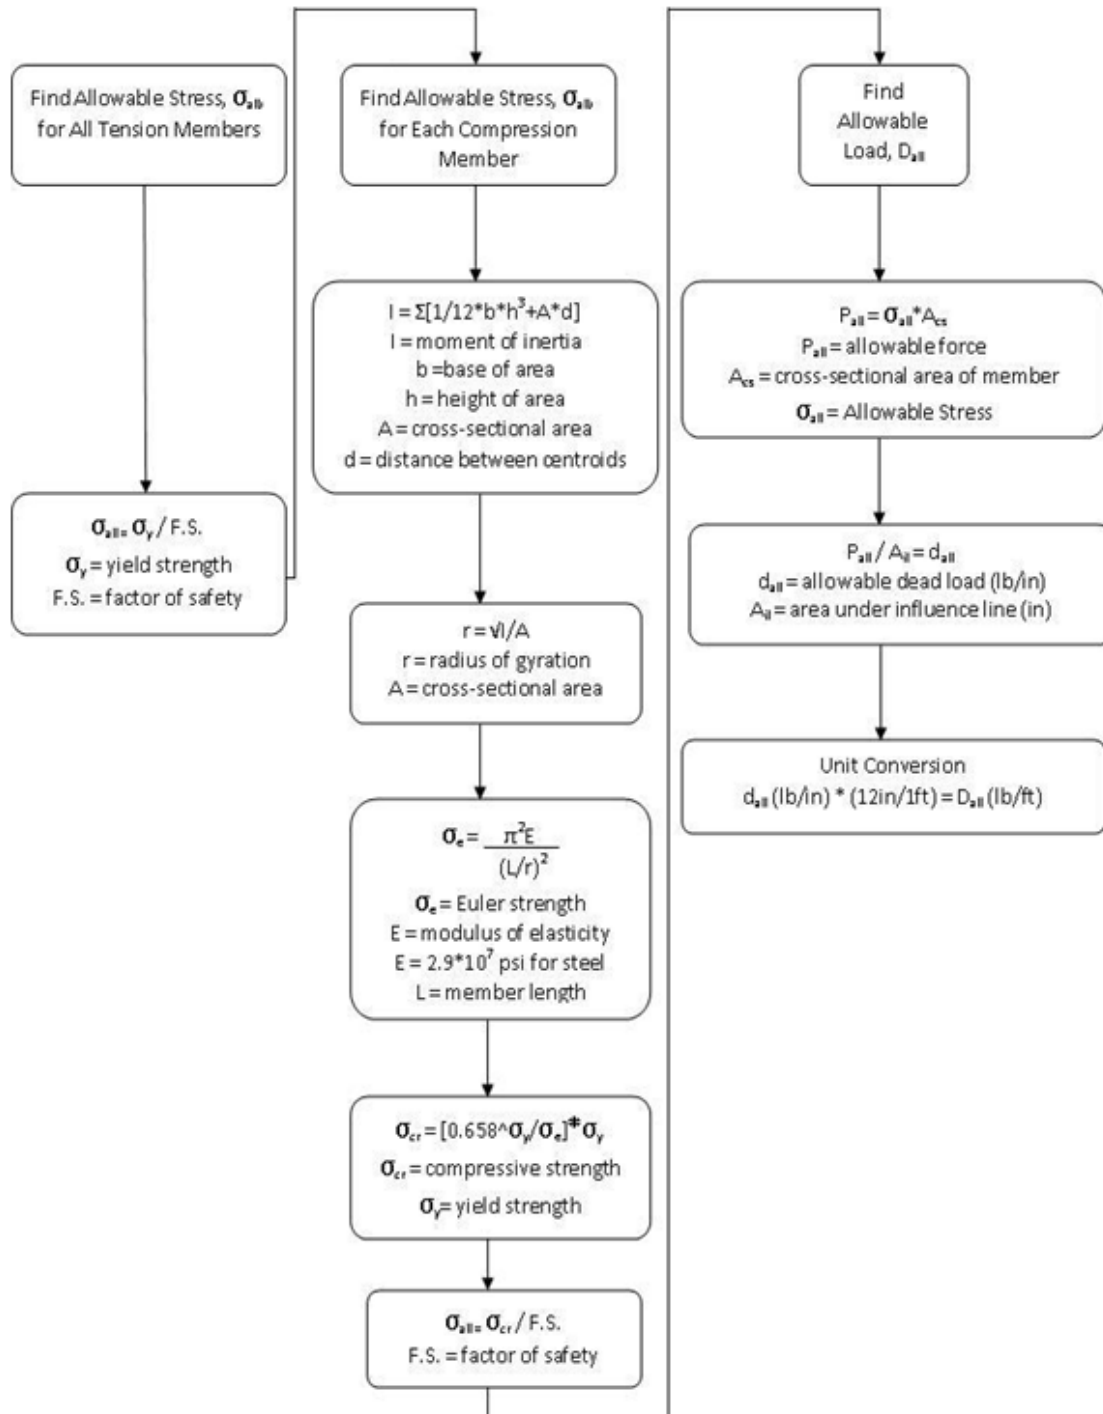 Find Allowable Stress, σall,
for All Tension Members
σall= σy / F.S.
σy = yield strength
F.S. = factor of safety
Find Allowable Stress, σall,
for Each Compression
Member
I = Σ[1/12*b*h³+A*d]
I = moment of inertia
b =base of area
h = height of area
A = cross-sectional area
d = distance between centroids
r = √I/A
r = radius of gyration
A = cross-sectional area
σe = π²E
(L/r)²
σe = Euler strength
E = modulus of elasticity
E = 2.9*10⁷ psi for steel
L = member length
σcr = [0.658^σy/σe]*σy
σcr = compressive strength
σy= yield strength
σall= σcr / F.S.
F.S. = factor of safety
Find
Allowable
Load, Dall
Pall = σall*Acs
Pall = allowable force
Acs = cross-sectional area of member
σall = Allowable Stress
Pall / Ail = dall
dall = allowable dead load (lb/in)
Ail = area under influence line (in)
Unit Conversion
dall (lb/in) * (12in/1ft) = Dall (lb/ft)